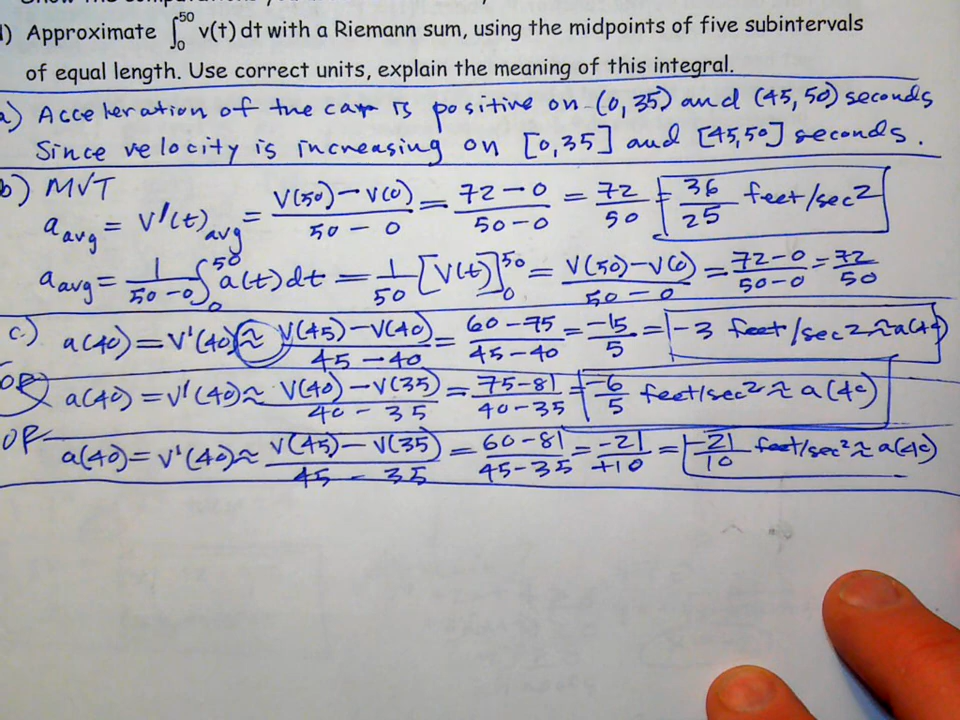 d) Approximate ∫₀⁵⁰ v(t) dt with a Riemann sum, using the midpoints of five subintervals
of equal length. Use correct units, explain the meaning of this integral.
a) Acceleration of the car is positive on (0, 35) and (45, 50) seconds
Since velocity is increasing on [0,35] and [45,50] seconds.
b) MVT
a_avg = v'(t)_avg = (v(50) - v(0))/(50 - 0) = (72 - 0)/(50 - 0) = 72/50 = 36/25 feet/sec²
a_avg = 1/(50-0) ∫₀⁵⁰ a(t)dt = 1/50 [v(t)]₀⁵⁰ = (v(50)-v(0))/(50-0) = (72-0)/(50-0) = 72/50
c.) a(40) = v'(40) ≈ (v(45)-v(40))/(45-40) = (60-75)/(45-40) = -15/5 = -3 feet/sec² ≈ a(40)
OR) a(40) = v'(40) ≈ (v(40)-v(35))/(40-35) = (75-81)/(40-35) = -6/5 feet/sec² ≈ a(40)
OR a(40) = v'(40) ≈ (v(45)-v(35))/(45-35) = (60-81)/(45-35) = -21/+10 = -21/10 feet/sec² ≈ a(40)